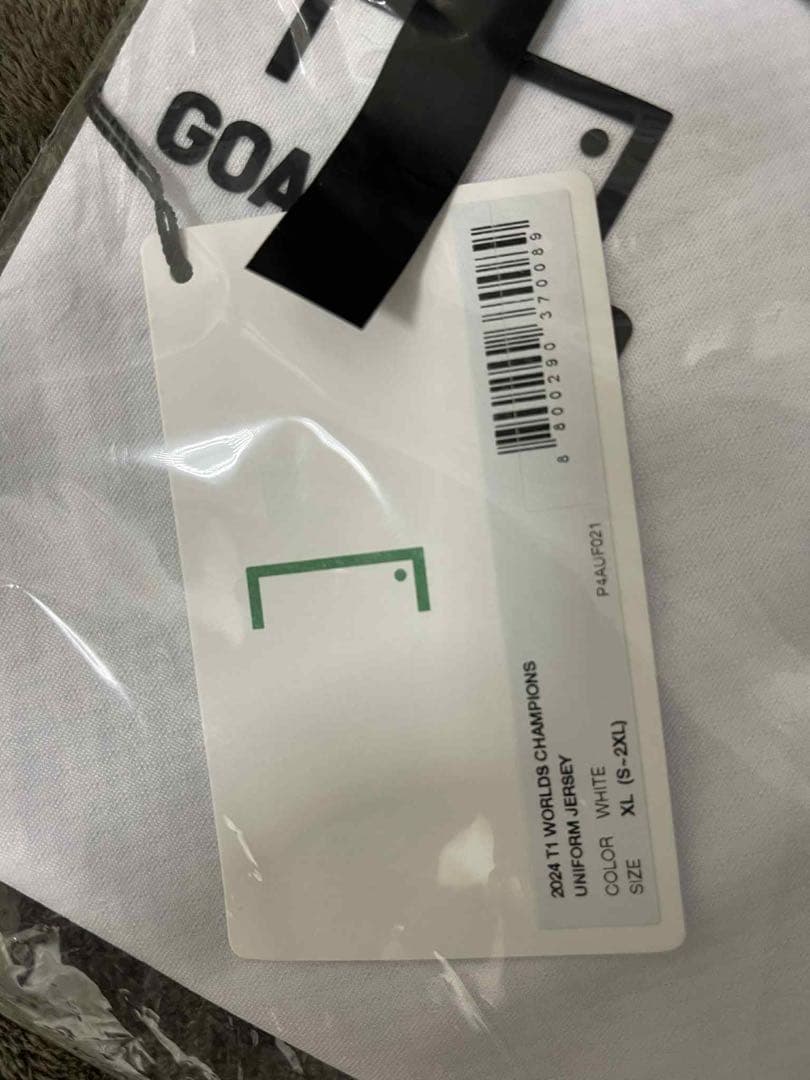 GOA
8 800290 370089
P4AUF021
2024 T1 WORLDS CHAMPIONS
UNIFORM JERSEY
COLOR WHITE
SIZE XL (S~2XL)